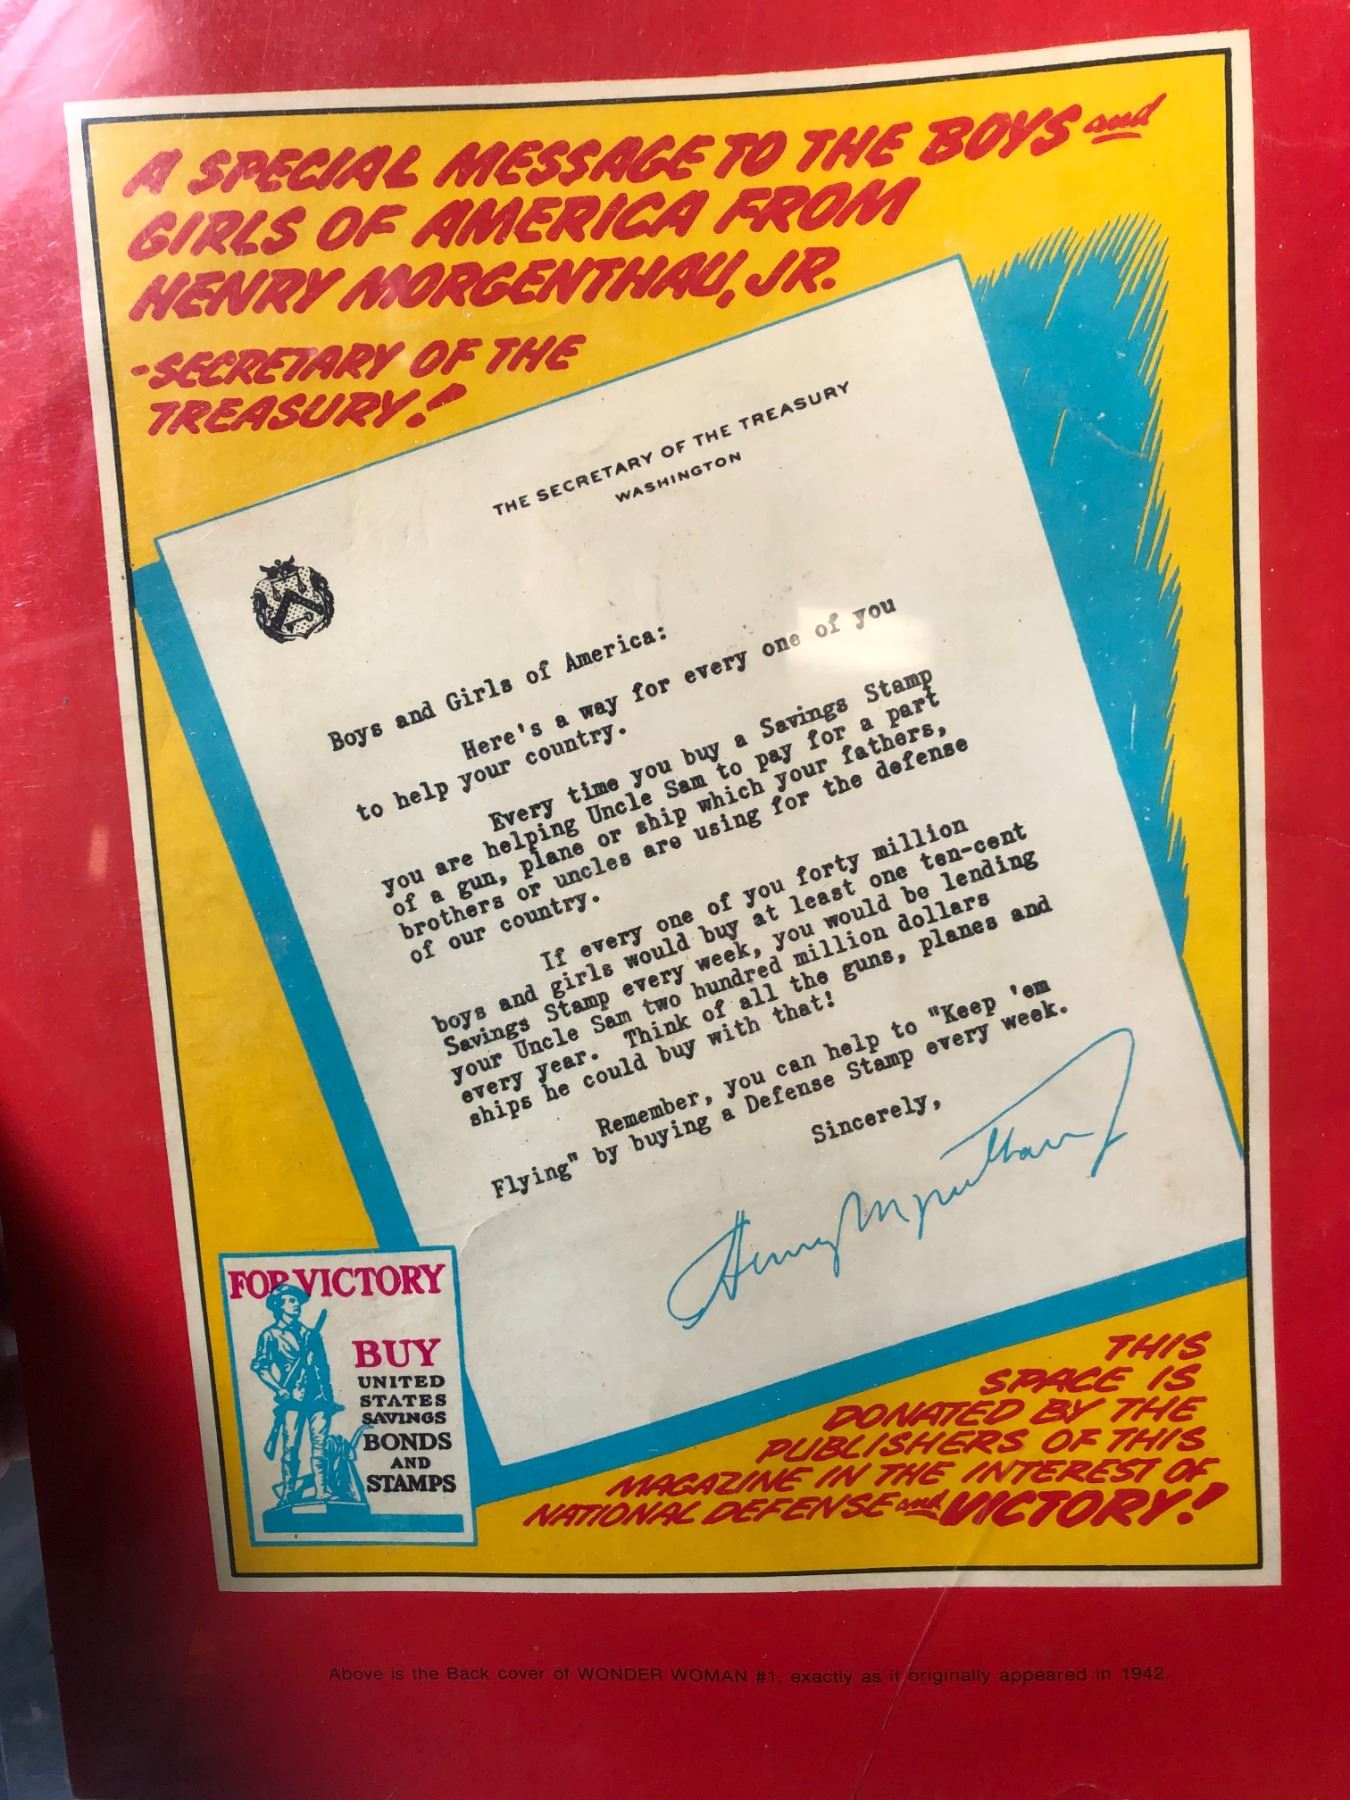 A SPECIAL MESSAGE TO THE BOYS and
GIRLS OF AMERICA FROM
HENRY MORGENTHAU, JR.
-SECRETARY OF THE
TREASURY!
THE SECRETARY OF THE TREASURY
WASHINGTON
Boys and Girls of America:
Here's a way for every one of you
to help your country.
Every time you buy a Savings Stamp
you are helping Uncle Sam to pay for a part
of a gun, plane or ship which your fathers,
brothers or uncles are using for the defense
of our country.
If every one of you forty million
boys and girls would buy at least one ten-cent
Savings Stamp every week, you would be lending
your Uncle Sam two hundred million dollars
every year. Think of all the guns, planes and
ships he could buy with that!
Remember, you can help to "Keep 'em
Flying" by buying a Defense Stamp every week.
Sincerely,
Henry Morgenthau Jr
FOR VICTORY
BUY
UNITED
STATES
SAVINGS
BONDS
AND
STAMPS
THIS
SPACE IS
DONATED BY THE
PUBLISHERS OF THIS
MAGAZINE IN THE INTEREST OF
NATIONAL DEFENSE and VICTORY!
Above is the Back cover of WONDER WOMAN #1, exactly as it originally appeared in 1942.